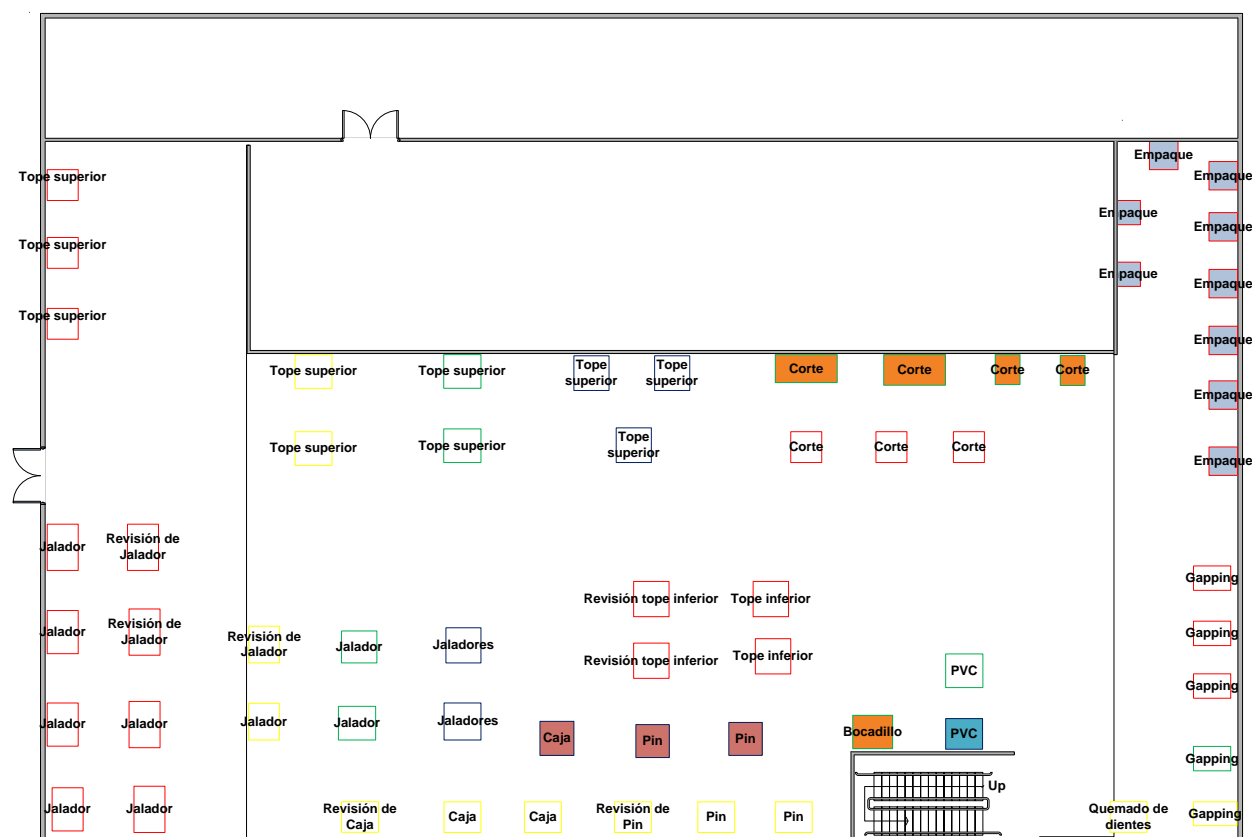 Empaque
Tope superior
Empaque
Empaque
Empaque
Tope superior
Empaque
Empaque
Tope superior
Empaque
Tope superior
Tope superior
Tope
superior
Tope
superior
Corte
Corte
Corte
Corte
Empaque
Tope superior
Tope superior
Tope
superior
Corte
Corte
Corte
Empaque
Jalador
Revisión de
Jalador
Gapping
Revisión tope inferior
Tope inferior
Jalador
Revisión de
Jalador
Revisión de
Jalador
Jalador
Jaladores
Gapping
Revisión tope inferior
Tope inferior
PVC
Gapping
Jalador
Jalador
Jalador
Jalador
Jaladores
Caja
Pin
Pin
Bocadillo
PVC
Gapping
Up
Jalador
Jalador
Revisión de
Caja
Caja
Caja
Revisión de
Pin
Pin
Pin
Quemado de
dientes
Gapping